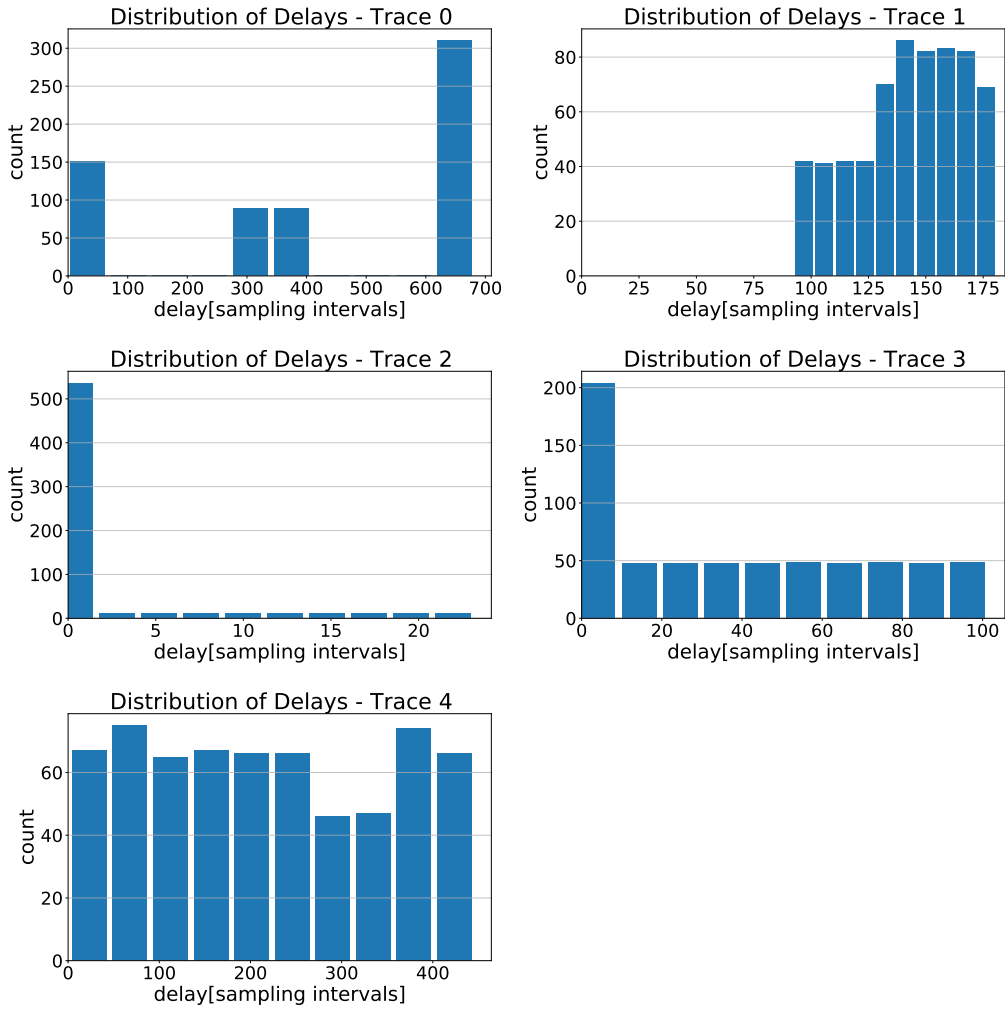 Distribution of Delays - Trace 0
300
250
200
150
100
50
0
count
0 100 200 300 400 500 600 700
delay[sampling intervals]
Distribution of Delays - Trace 1
80
60
40
20
0
count
0 25 50 75 100 125 150 175
delay[sampling intervals]
Distribution of Delays - Trace 2
500
400
300
200
100
0
count
0 5 10 15 20
delay[sampling intervals]
Distribution of Delays - Trace 3
200
150
100
50
0
count
0 20 40 60 80 100
delay[sampling intervals]
Distribution of Delays - Trace 4
60
40
20
0
count
0 100 200 300 400
delay[sampling intervals]